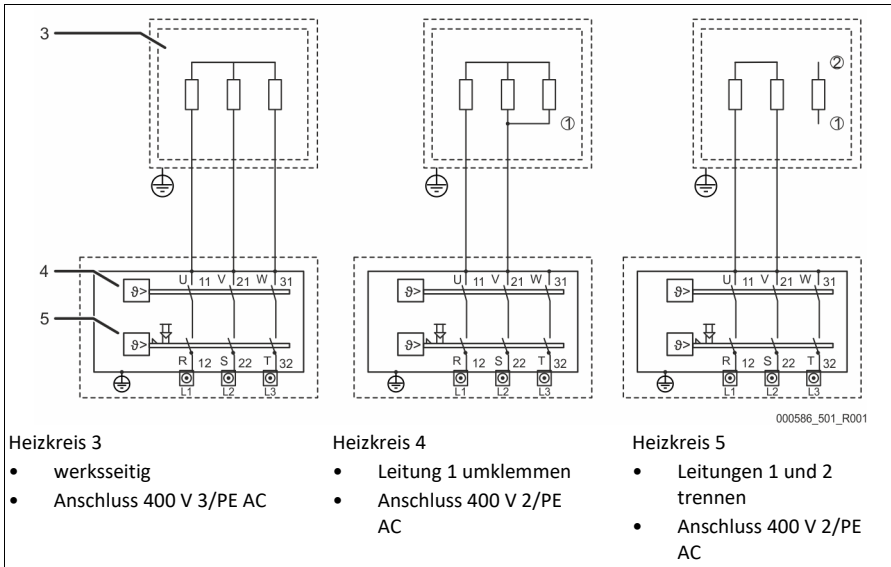 3
①
②
①
4
5
U 11 V 21 W 31
ϑ>
ϑ>
R 12 S 22 T 32
L1 L2 L3
U 11 V 21 W 31
ϑ>
ϑ>
R 12 S 22 T 32
L1 L2 L3
U 11 V 21 W 31
ϑ>
ϑ>
R 12 S 22 T 32
L1 L2 L3
000586_501_R001
Heizkreis 3
• werksseitig
• Anschluss 400 V 3/PE AC
Heizkreis 4
• Leitung 1 umklemmen
• Anschluss 400 V 2/PE
AC
Heizkreis 5
• Leitungen 1 und 2
trennen
• Anschluss 400 V 2/PE
AC